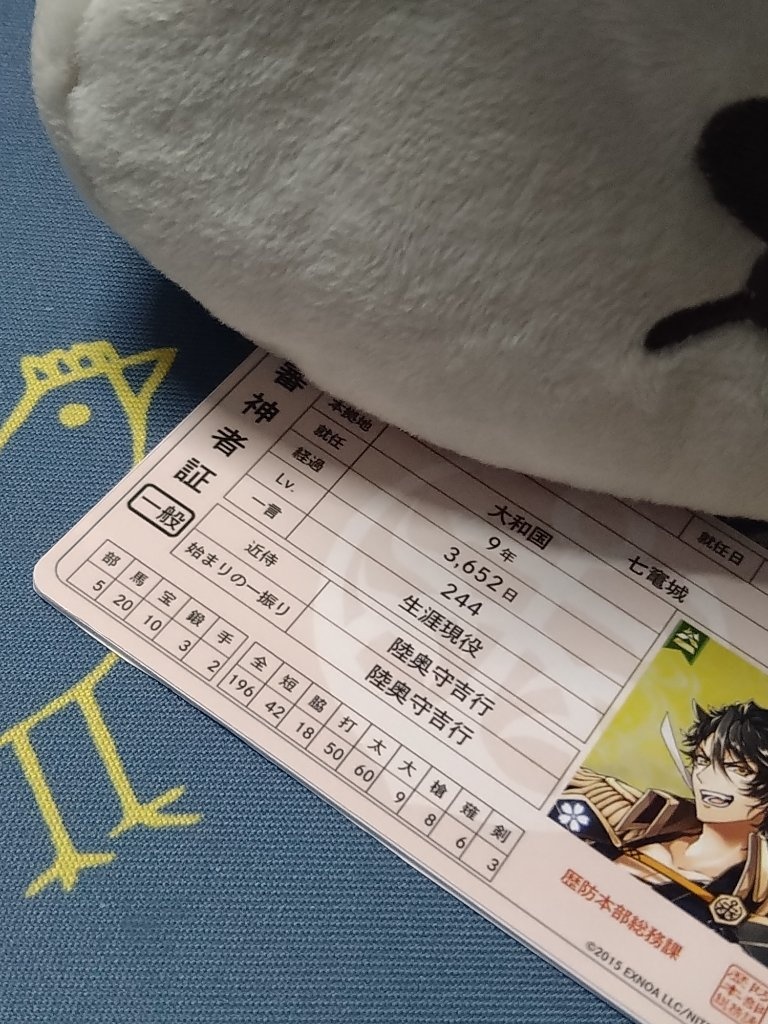 審神者証
一般
本拠地
大和国 七竃城
就任
9年
就任日
経過
3,652日
Lv.
244
一言
生涯現役
近侍
陸奥守吉行
始まりの一振り
陸奥守吉行
部 馬 宝 鍛 手 全 短 脇 打 太 大 槍 薙 剣
5 20 10 3 2 196 42 18 50 60 9 8 6 3
歴防本部総務課
©2015 EXNOA LLC/NIT